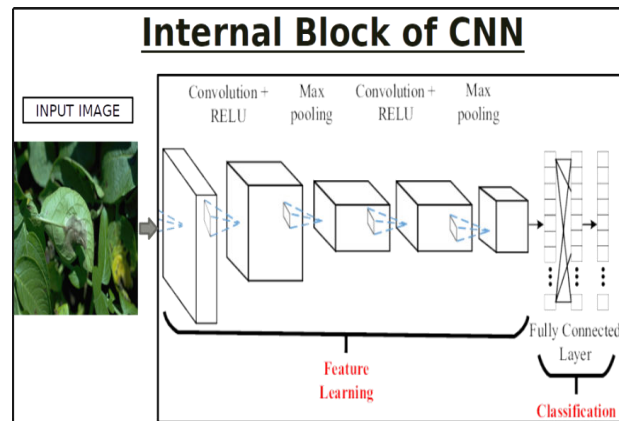 Internal Block of CNN
INPUT IMAGE
Convolution +
RELU
Max
pooling
Convolution +
RELU
Max
pooling
Fully Connected
Layer
Feature
Learning
Classification